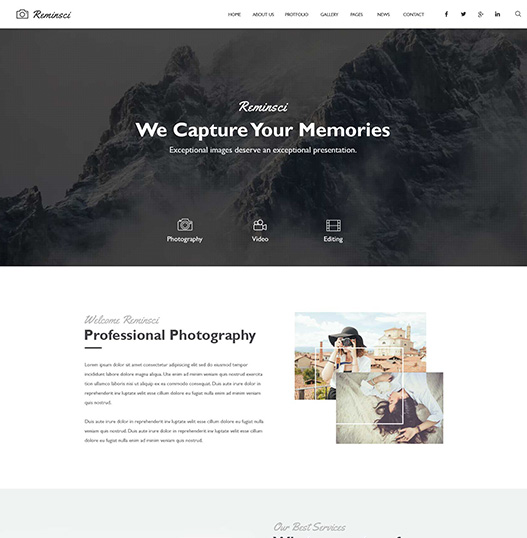 Reminsci
HOME ABOUT US PROTFOLIO GALLERY PAGES NEWS CONTACT
Reminsci
We Capture Your Memories
Exceptional images deserve an exceptional presentation.
Photography Video Editing
Welcome Reminsci
Professional Photography
Lorem ipsum dolor sit amet consectetur adipiscing elit sed do eiusmod tempor
incididun labore dolore magna aliqua. Uta enim ad minim veniam quis nostrud exercita
tion ullamco laboris nisi ut aliquip ex ea commodo consequat. Duis aute irure dolor in
reprehenderit ina luptate velit esse cillum dolore eu fugiat nulla enim ad minim veniam
quis nostrud.
Duis aute irure dolor in reprehenderit ina luptate velit esse cillum dolore eu fugiat nulla
veniam quis nostrud. Duis aute irure dolor in reprehenderit ina luptate velit esse cillum
dolore eu fugiat nulla enim ad minim veniam quis nostrud.
Our Best Services